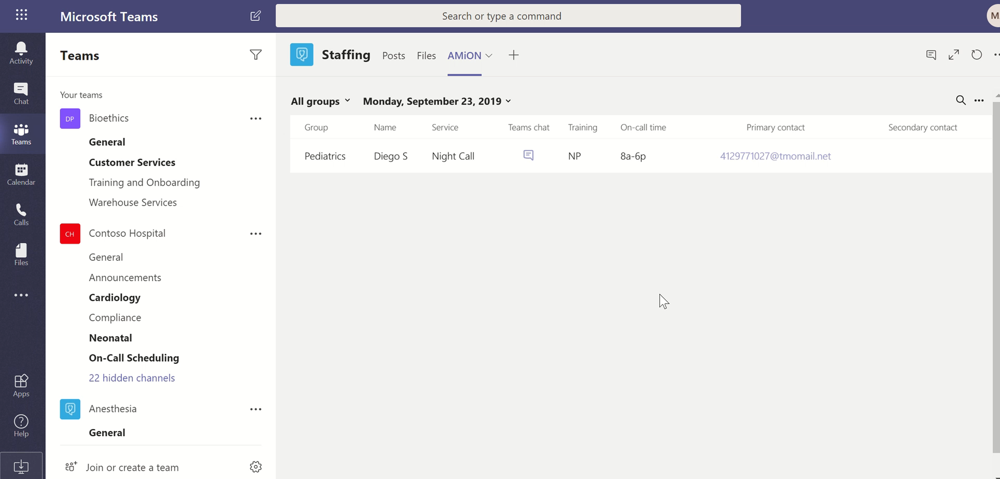 Microsoft Teams
Search or type a command
M
Activity
Chat
Teams
Calendar
Calls
Files
Apps
Help
Teams
Your teams
DP Bioethics
General
Customer Services
Training and Onboarding
Warehouse Services
CH Contoso Hospital
General
Announcements
Cardiology
Compliance
Neonatal
On-Call Scheduling
22 hidden channels
Anesthesia
General
Join or create a team
Staffing Posts Files AMiON
All groups Monday, September 23, 2019
Group Name Service Teams chat Training On-call time Primary contact Secondary contact
Pediatrics Diego S Night Call NP 8a-6p 4129771027@tmomail.net